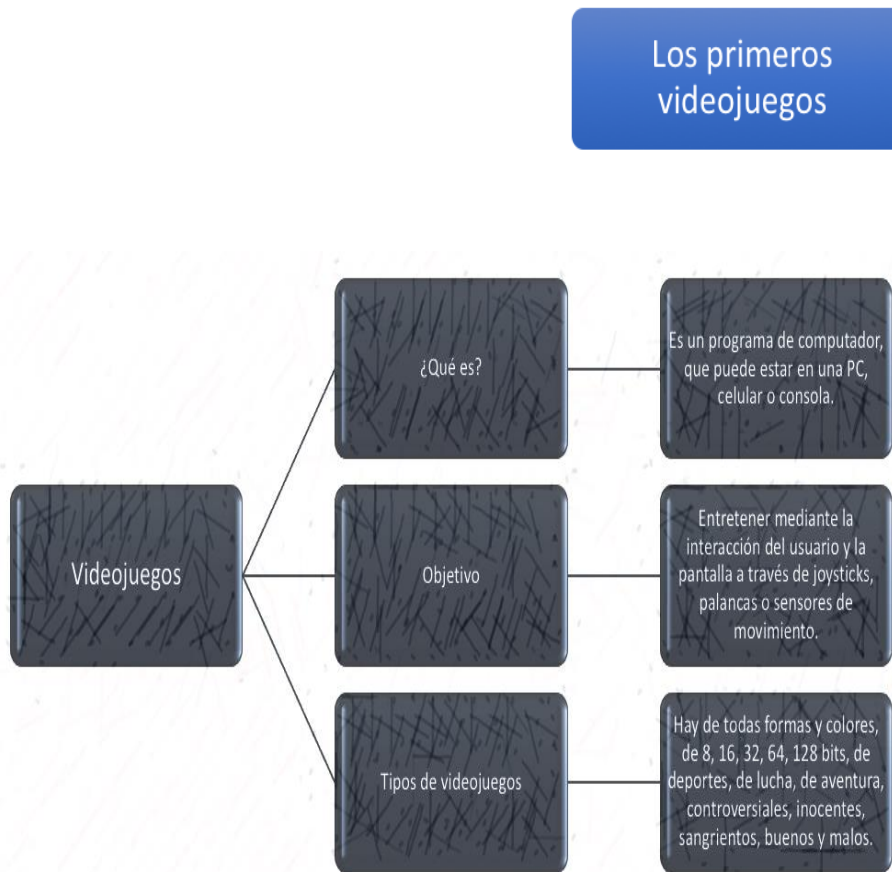 Los primeros
videojuegos
¿Qué es?
Es un programa de computador,
que puede estar en una PC,
celular o consola.
Videojuegos
Objetivo
Entretener mediante la
interacción del usuario y la
pantalla a través de joysticks,
palancas o sensores de
movimiento.
Tipos de videojuegos
Hay de todas formas y colores,
de 8, 16, 32, 64, 128 bits, de
deportes, de lucha, de aventura,
controversiales, inocentes,
sangrientos, buenos y malos.